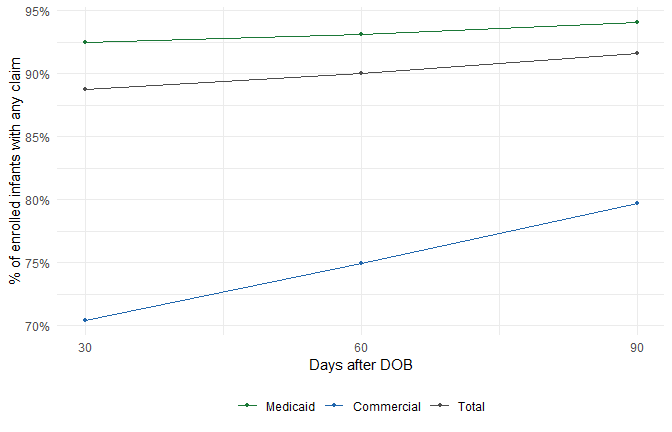 % of enrolled infants with any claim
95%
90%
85%
80%
75%
70%
30 60 90
Days after DOB
Medicaid Commercial Total